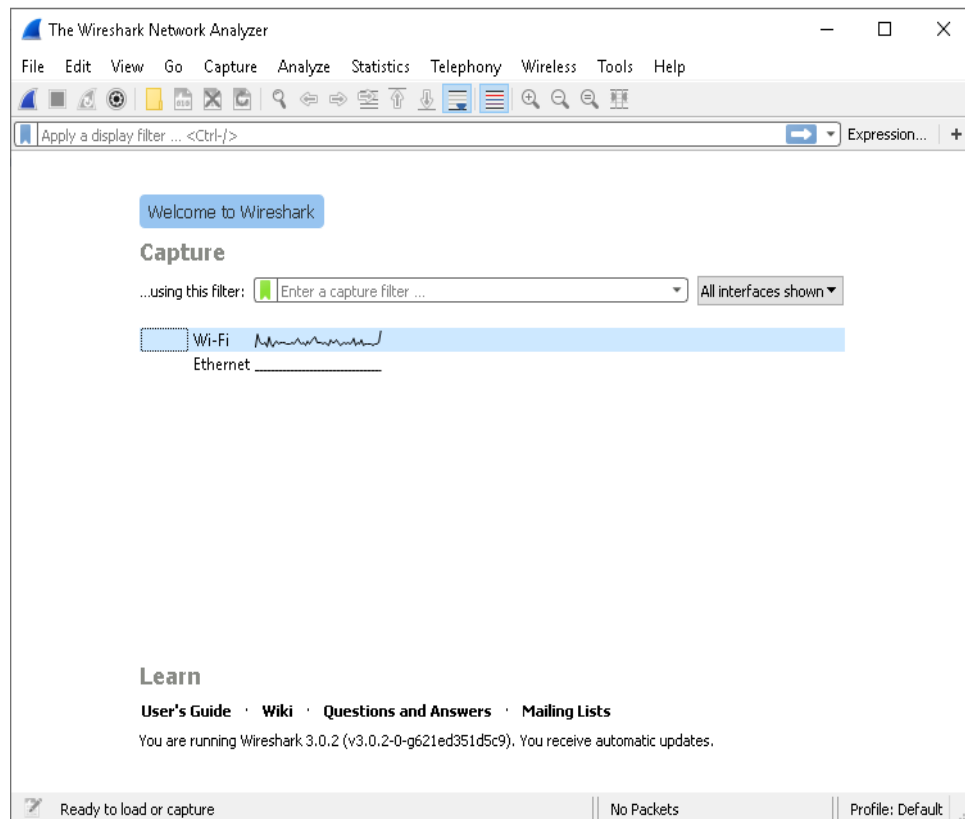 The Wireshark Network Analyzer
File Edit View Go Capture Analyze Statistics Telephony Wireless Tools Help
Apply a display filter ... <Ctrl-/> Expression... +
Welcome to Wireshark
Capture
...using this filter: Enter a capture filter ... All interfaces shown
Wi-Fi
Ethernet
Learn
User's Guide · Wiki · Questions and Answers · Mailing Lists
You are running Wireshark 3.0.2 (v3.0.2-0-g621ed351d5c9). You receive automatic updates.
Ready to load or capture No Packets Profile: Default